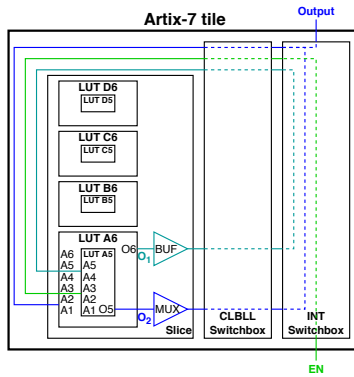 Output
Artix-7 tile
LUT D6
LUT D5
LUT C6
LUT C5
LUT B6
LUT B5
LUT A6
LUT A5
A6
A5
A4
A3
A2
A1
A5
A4
A3
A2
A1
O5
O6
O1
BUF
O2
MUX
Slice
CLBLL
Switchbox
INT
Switchbox
EN